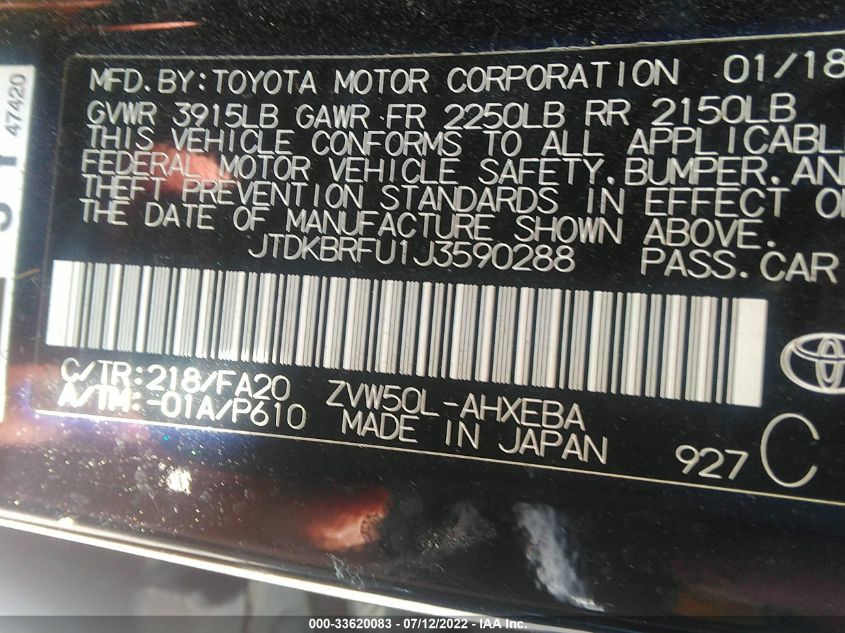 MFD.BY:TOYOTA MOTOR CORPORATION 01/18
GVWR 3915LB GAWR FR 2250LB RR 2150LB
THIS VEHICLE CONFORMS TO ALL APPLICABL
FEDERAL MOTOR VEHICLE SAFETY,BUMPER,AN
THEFT PREVENTION STANDARDS IN EFFECT O
THE DATE OF MANUFACTURE SHOWN ABOVE.
JTDKBRFU1J3590288 PASS.CAR
C/TR:218/FA20 ZVW50L-AHXEBA
A/TM:-01A/P610 MADE IN JAPAN
927 C
47420
000-33620083 - 07/12/2022 - IAA Inc.